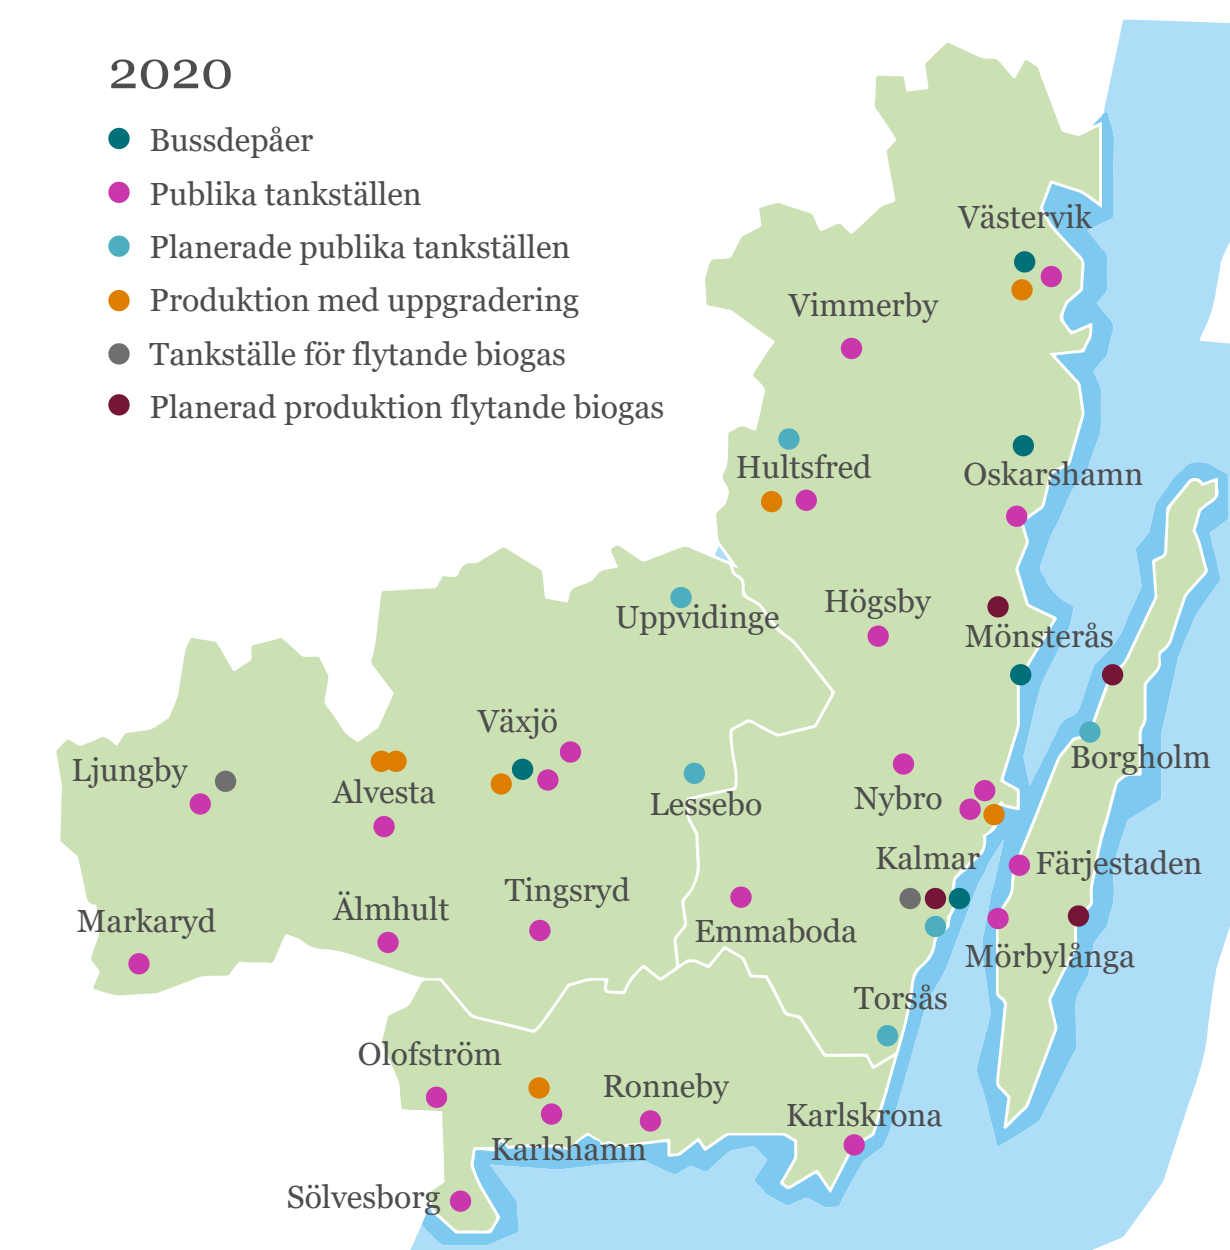 2020
Bussdepåer
Publika tankställen
Planerade publika tankställen
Produktion med uppgradering
Tankställe för flytande biogas
Planerad produktion flytande biogas
Västervik
Vimmerby
Hultsfred
Oskarshamn
Uppvidinge
Högsby
Mönsterås
Växjö
Ljungby
Alvesta
Lessebo
Nybro
Borgholm
Kalmar
Färjestaden
Tingsryd
Älmhult
Markaryd
Emmaboda
Mörbylånga
Torsås
Olofström
Ronneby
Karlskrona
Karlshamn
Sölvesborg